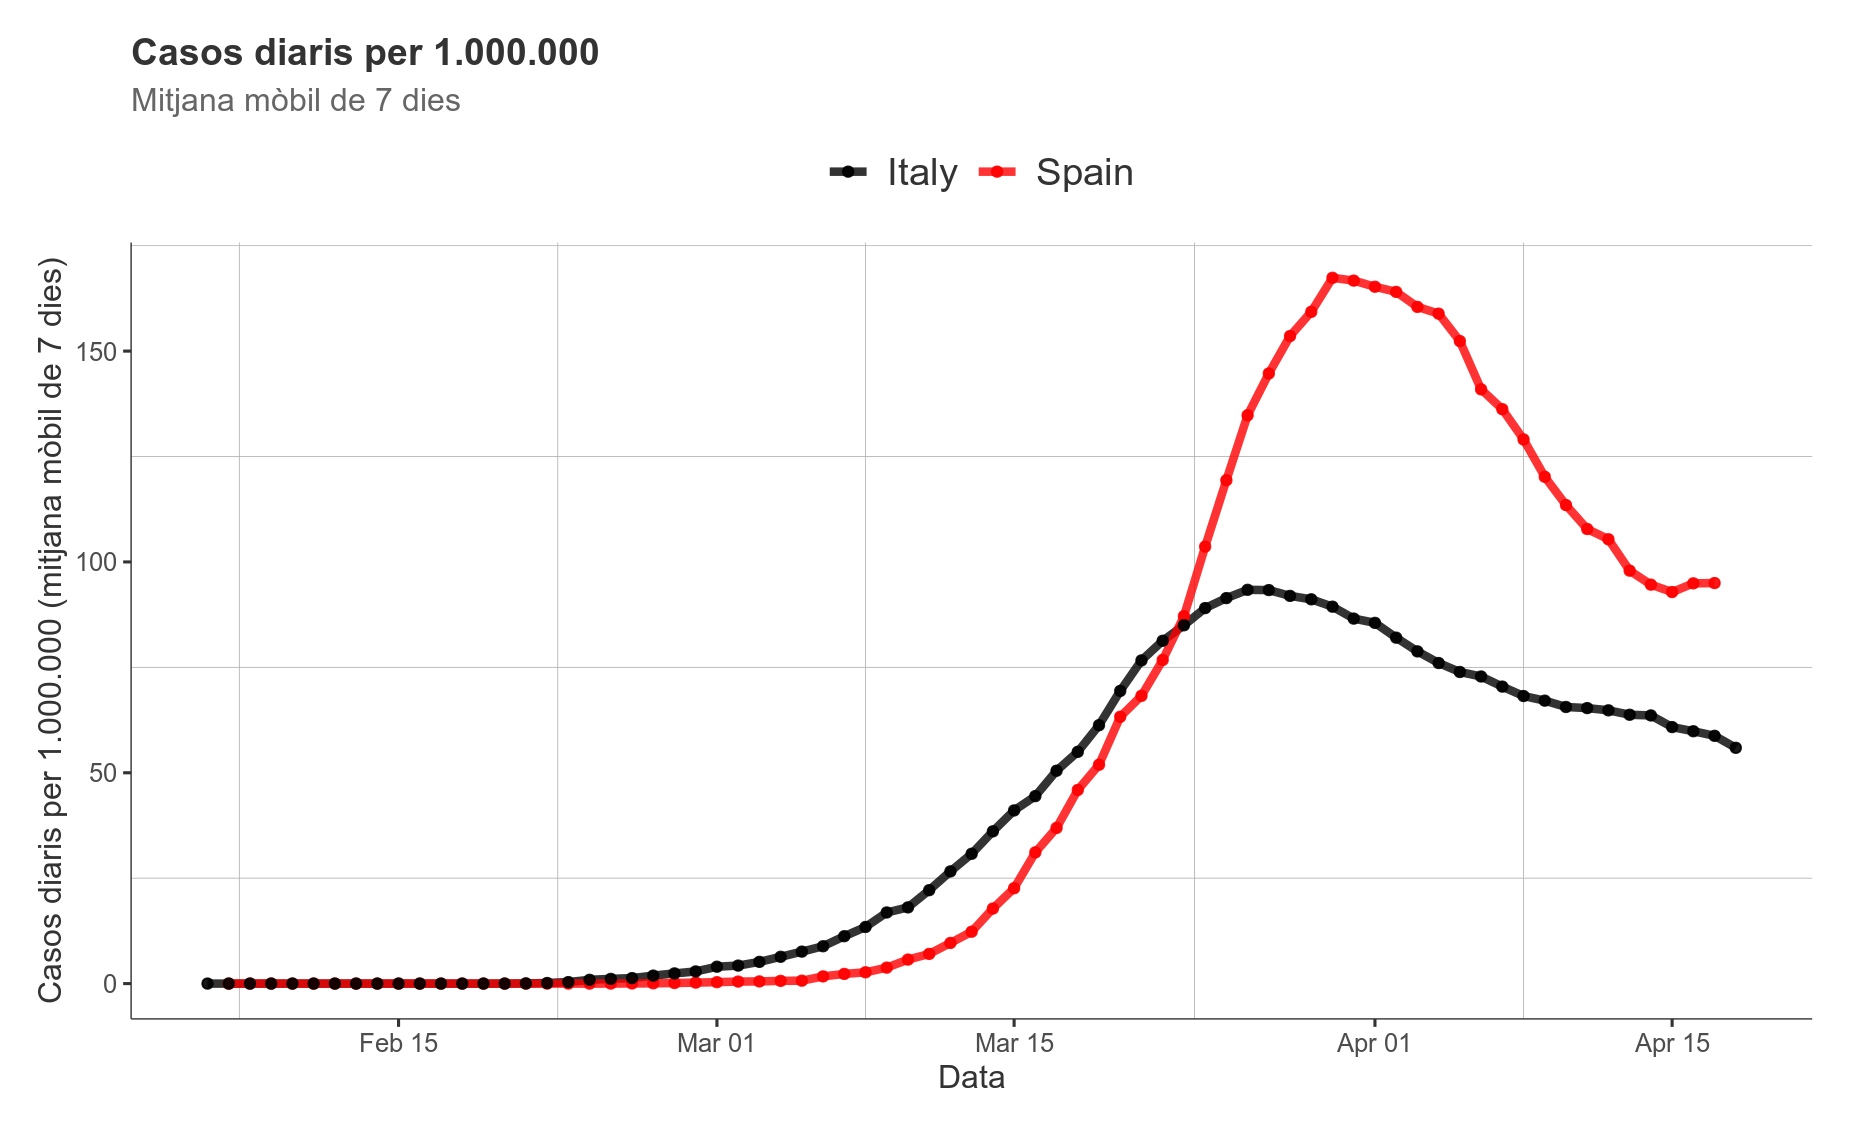 Casos diaris per 1.000.000
Mitjana mòbil de 7 dies
Italy Spain
Casos diaris per 1.000.000 (mitjana mòbil de 7 dies)
150
100
50
0
Feb 15 Mar 01 Mar 15 Apr 01 Apr 15
Data